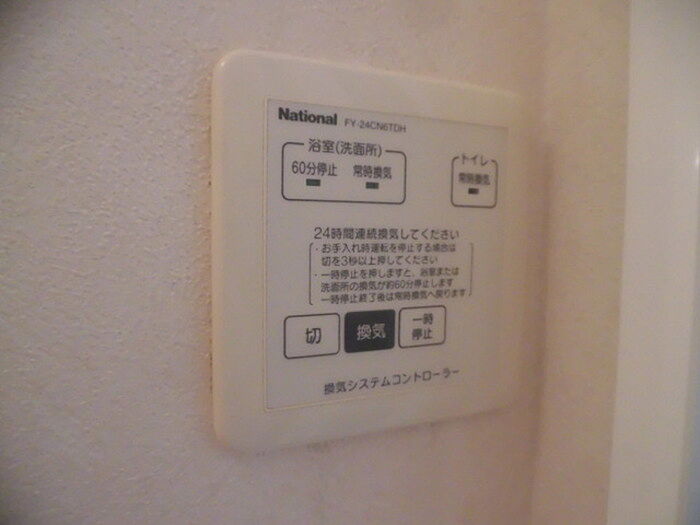 National FY-24CN6TDH
浴室(洗面所)
60分停止 常時換気
トイレ
常時換気
24時間連続換気してください
・お手入れ時運転を停止する場合は
切を3秒以上押してください
・一時停止を押しますと、浴室または
洗面所の換気が約60分停止します
一時停止終了後は常時換気へ戻ります
切
換気
一時
停止
換気システムコントローラー